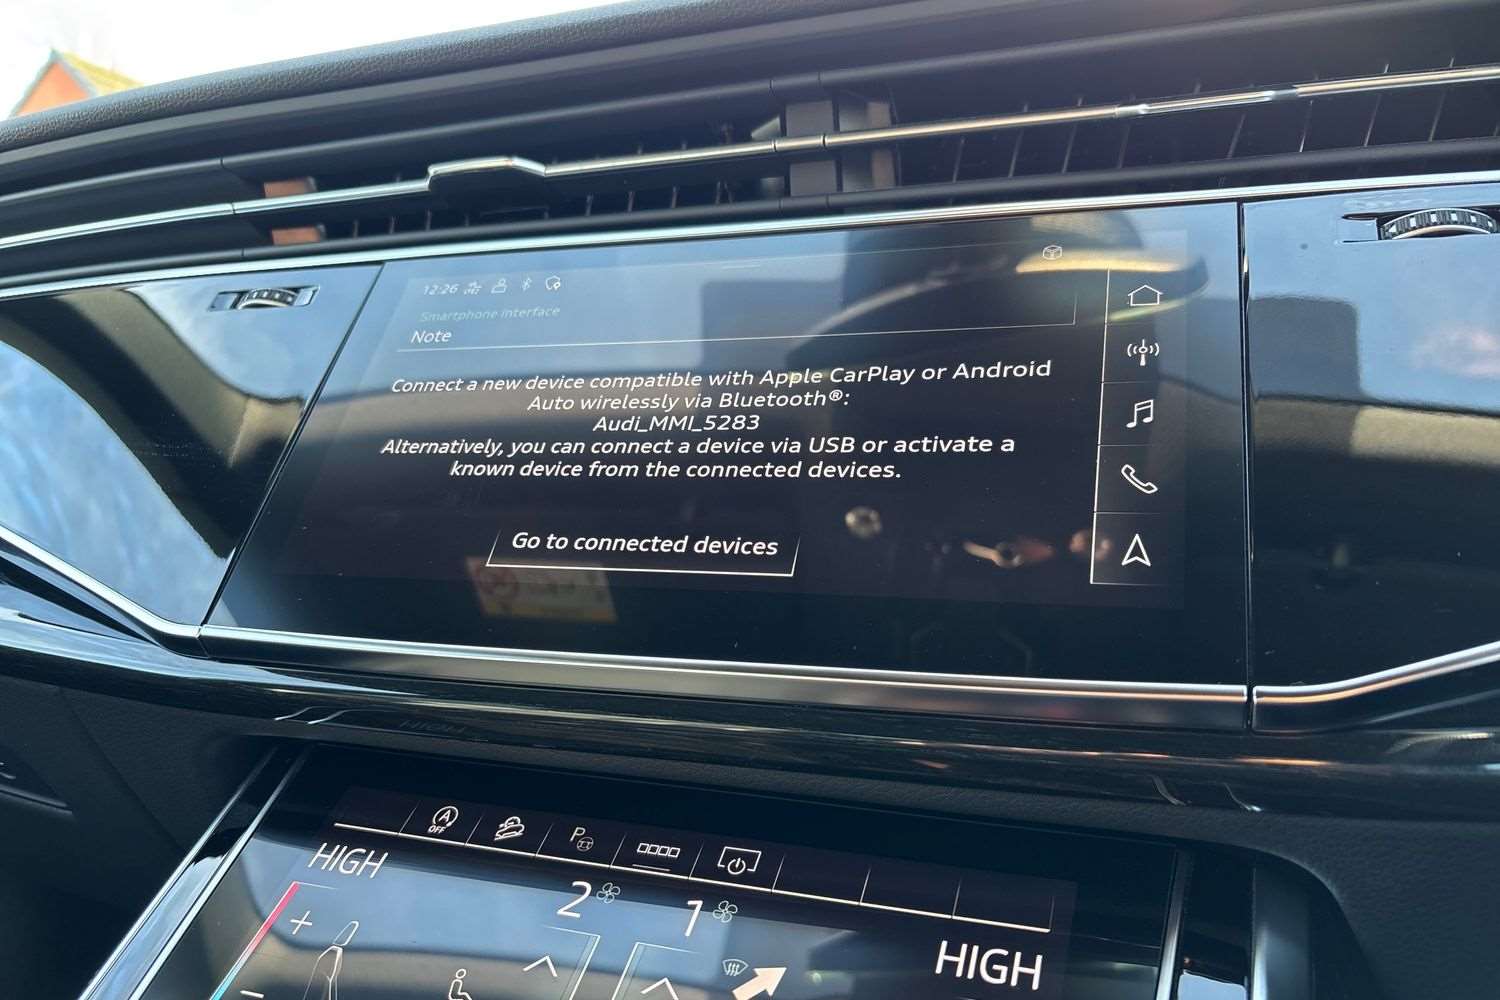 12:26
Smartphone interface
Note
Connect a new device compatible with Apple CarPlay or Android
Auto wirelessly via Bluetooth®:
Audi_MMI_5283
Alternatively, you can connect a device via USB or activate a
known device from the connected devices.
Go to connected devices
HIGH
A
OFF
P
HIGH
2
1
HIGH